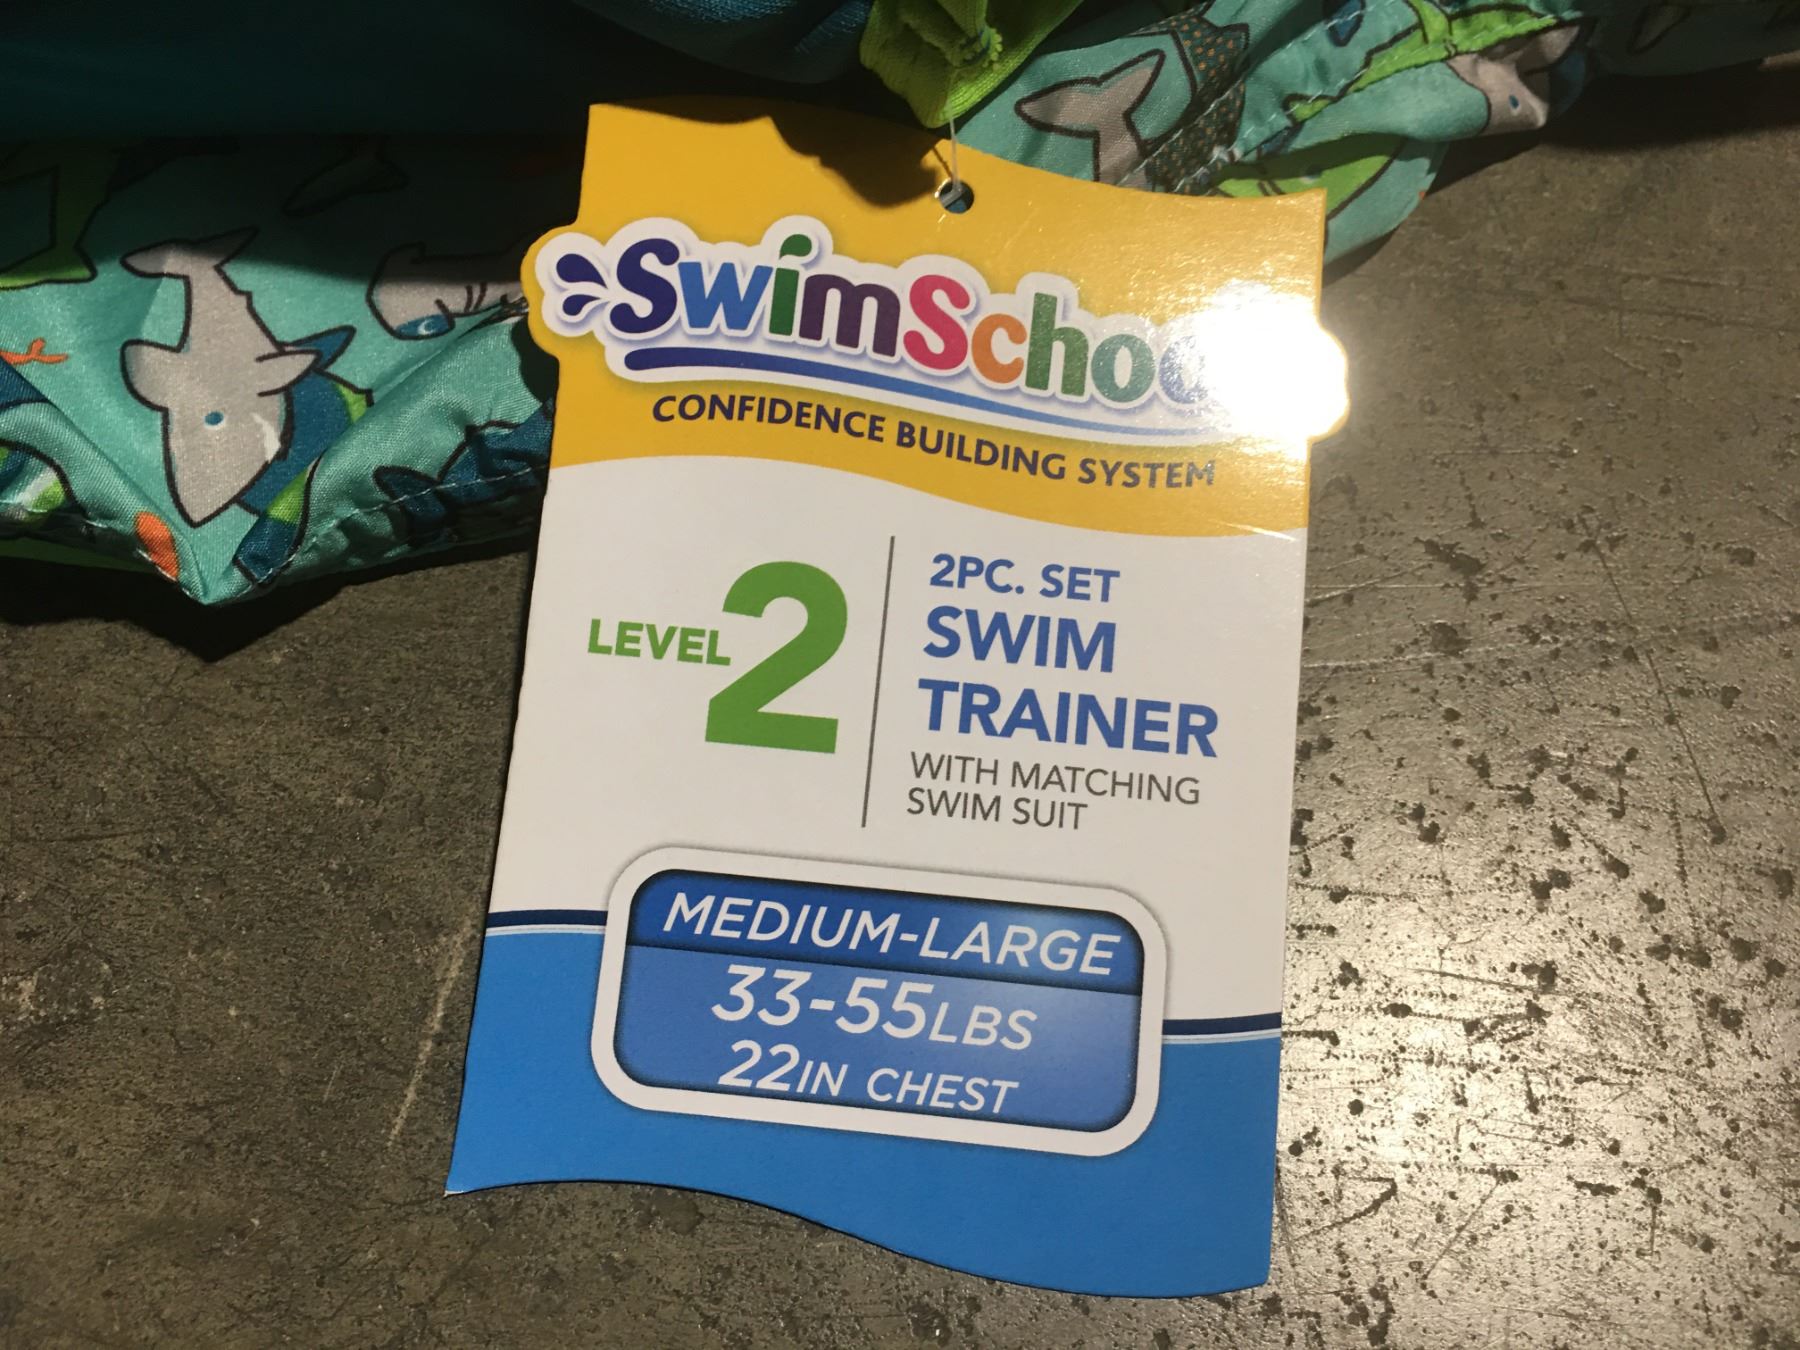 SwimSchool
CONFIDENCE BUILDING SYSTEM
LEVEL 2
2PC. SET
SWIM
TRAINER
WITH MATCHING
SWIM SUIT
MEDIUM-LARGE
33-55LBS
22IN CHEST